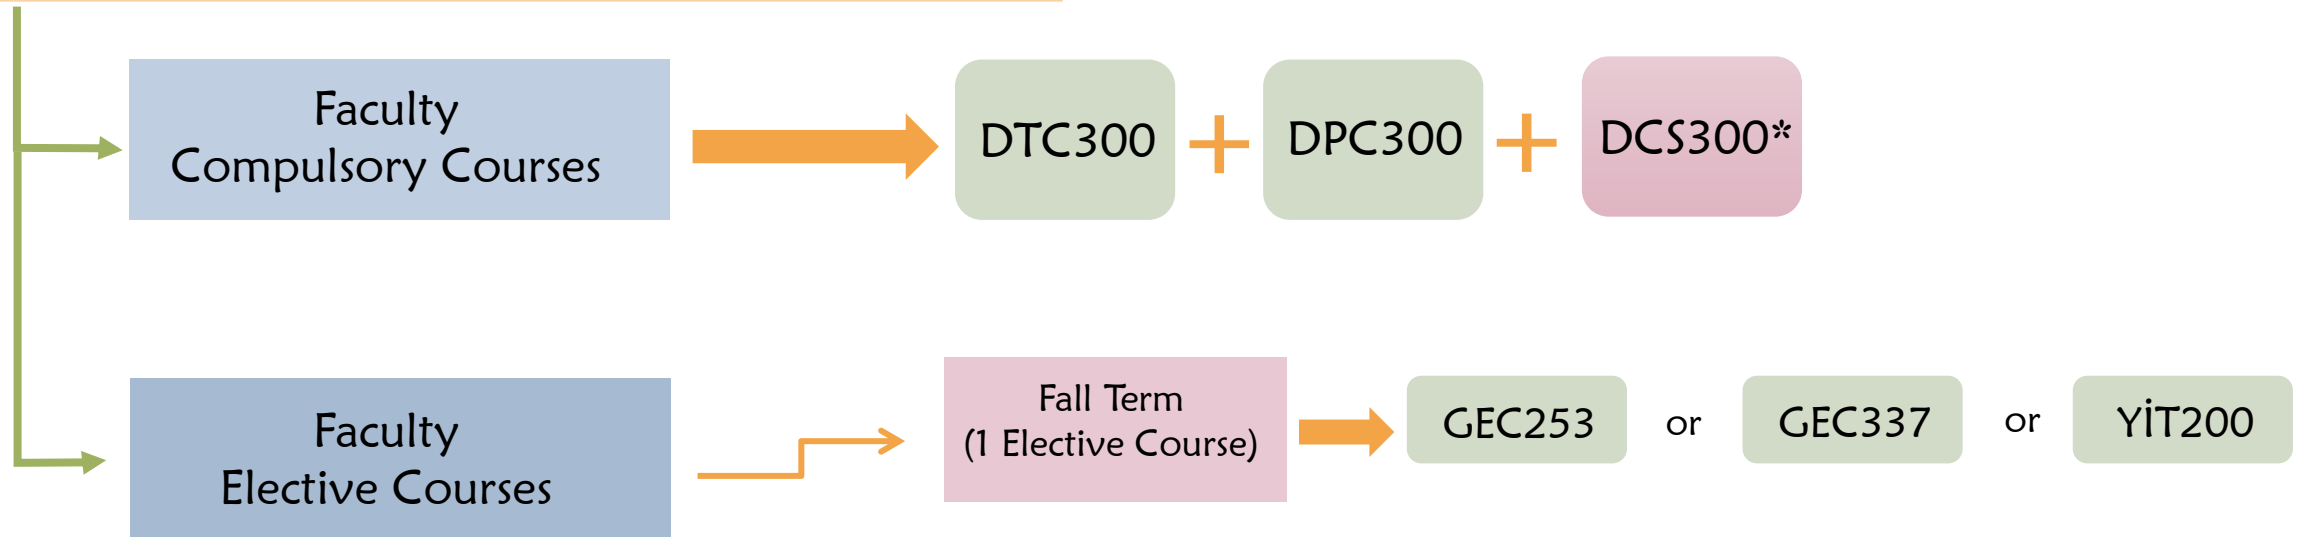 Faculty
Compulsory Courses
DTC300
DPC300
DCS300*
Faculty
Elective Courses
Fall Term
(1 Elective Course)
GEC253 or GEC337 or YİT200